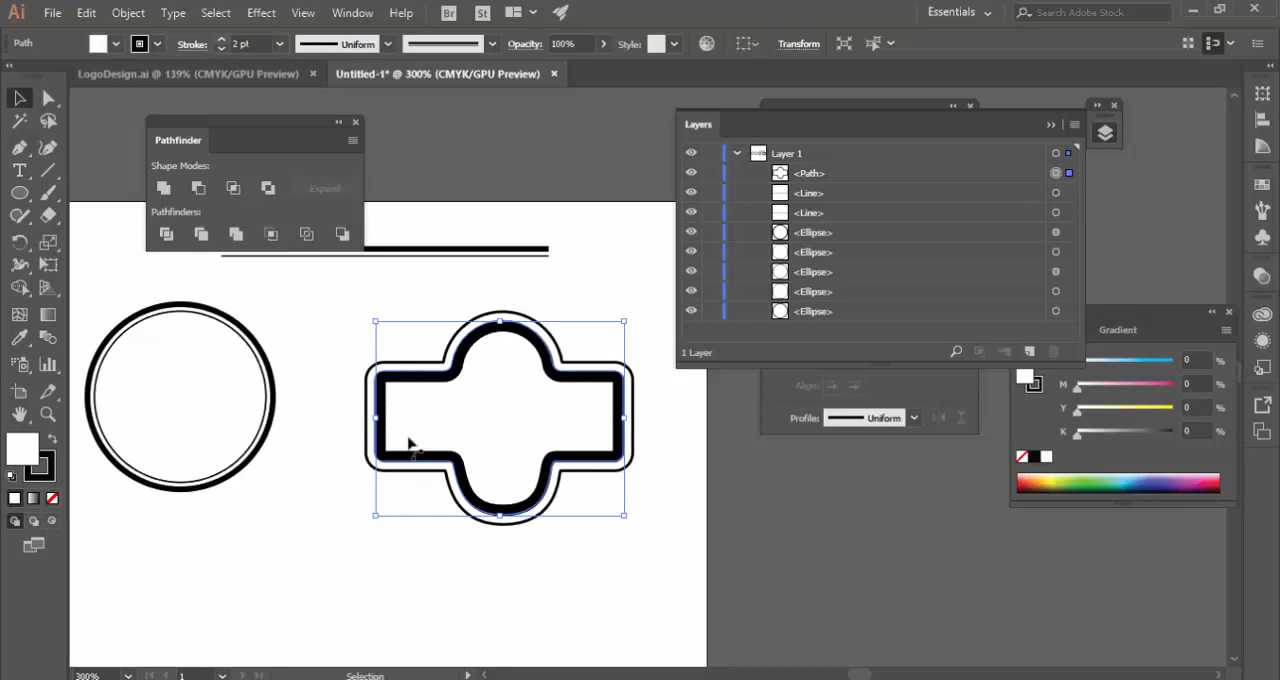 Ai File Edit Object Type Select Effect View Window Help Br St Essentials Search Adobe Stock
Path Stroke: 2 pt Uniform Opacity: 100% Style: Transform
LogoDesign.ai @ 139% (CMYK/GPU Preview) Untitled-1* @ 300% (CMYK/GPU Preview)
Pathfinder
Shape Modes:
Expand
Pathfinders:
Layers
Layer 1
<Path>
<Line>
<Line>
<Ellipse>
<Ellipse>
<Ellipse>
<Ellipse>
<Ellipse>
1 Layer
Align:
Profile: Uniform
Gradient
0 %
M 0 %
Y 0 %
K 0 %
300% 1 Selection